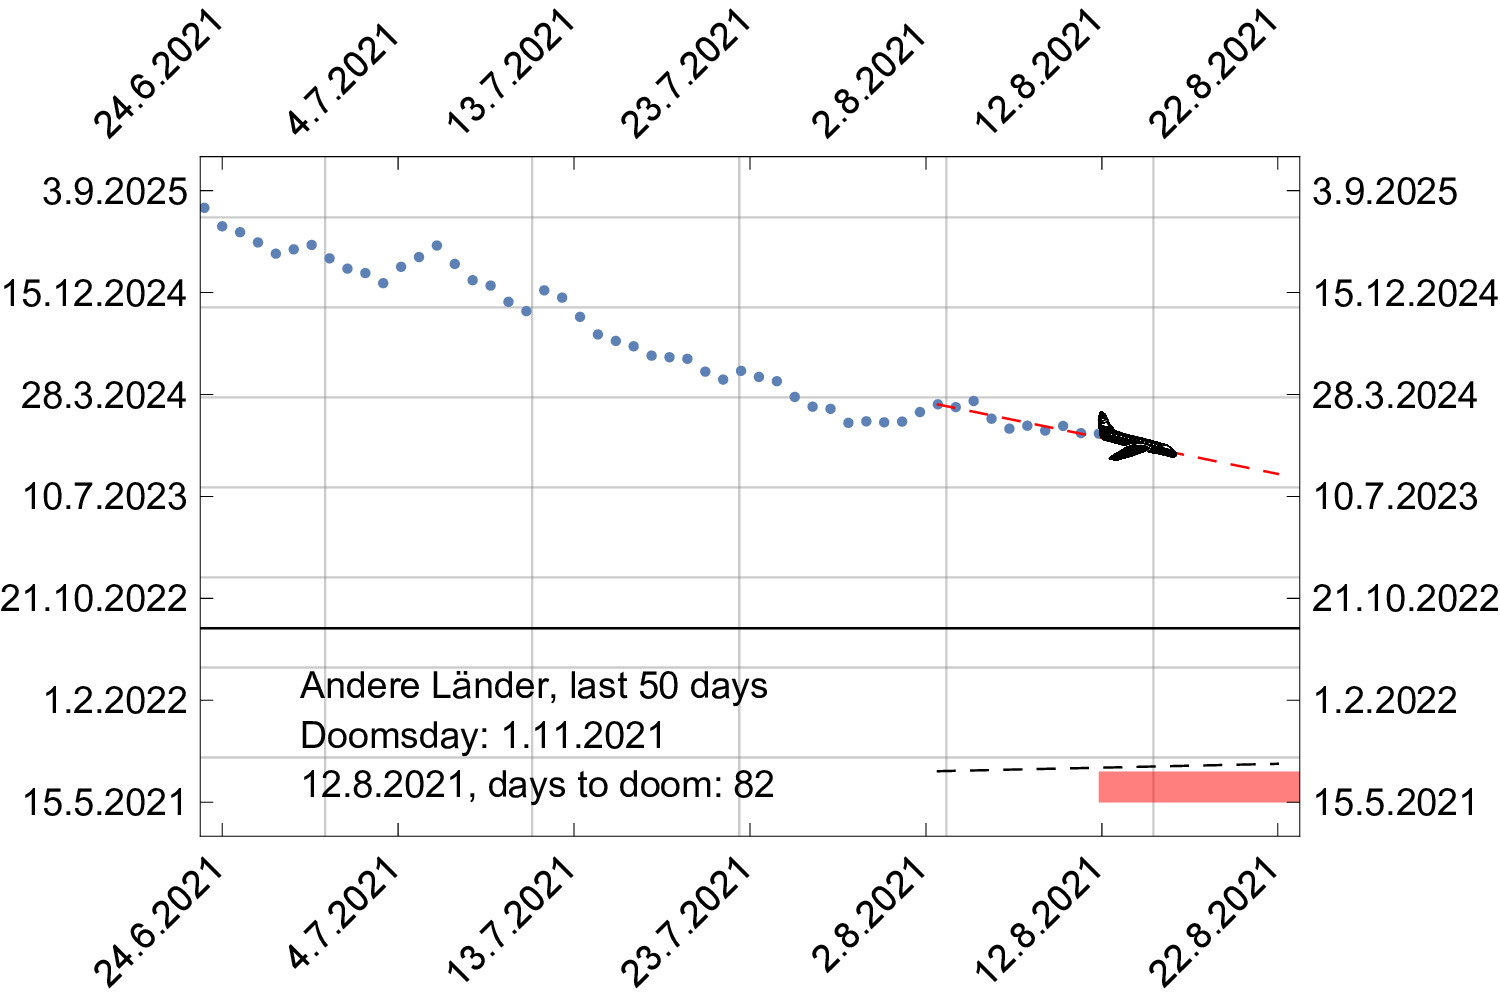 24.6.2021 4.7.2021 13.7.2021 23.7.2021 2.8.2021 12.8.2021 22.8.2021
3.9.2025 3.9.2025
15.12.2024 15.12.2024
28.3.2024 28.3.2024
10.7.2023 10.7.2023
21.10.2022 21.10.2022
Andere Länder, last 50 days
1.2.2022 1.2.2022
Doomsday: 1.11.2021
12.8.2021, days to doom: 82
15.5.2021 15.5.2021
24.6.2021 4.7.2021 13.7.2021 23.7.2021 2.8.2021 12.8.2021 22.8.2021